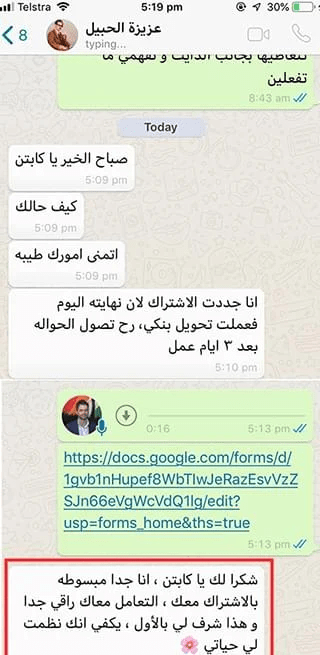 Telstra
5:19 pm
30%
8
عزيزة الحبيل
typing...
تتعاطيها بجانب الدايت و تفهمي ما
تفعلين
8:43 am
Today
صباح الخير يا كابتن
5:09 pm
كيف حالك
5:09 pm
اتمنى امورك طيبه
5:09 pm
انا جددت الاشتراك لان نهايته اليوم
فعملت تحويل بنكي، رح تصول الحواله
بعد ٣ ايام عمل
5:10 pm
0:16
5:13 pm
https://docs.google.com/forms/d/
1gvb1nHupef8WbTIwJeRazEsvVzZ
SJn66eVgWcVdQ1Ig/edit?
usp=forms_home&ths=true
5:13 pm
شكرا لك يا كابتن ، انا جدا مبسوطه
بالاشتراك معك ، التعامل معاك راقي جدا
و هذا شرف لي بالأول ، يكفي انك نظمت
لي حياتي 🌸